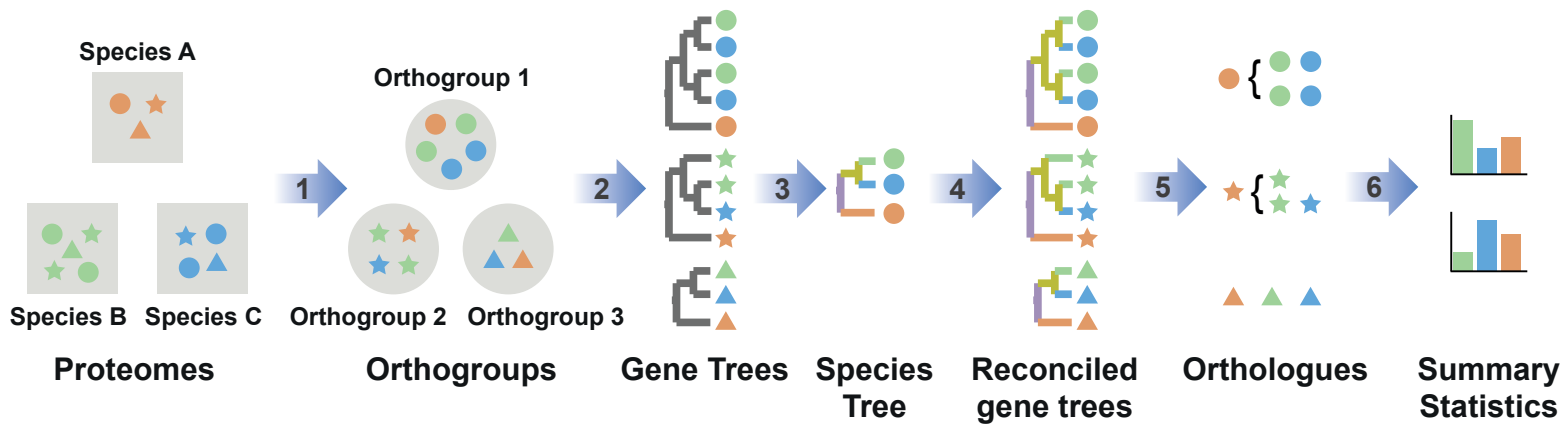 Species A
Species B
Species C
Proteomes
1
Orthogroup 1
Orthogroup 2
Orthogroup 3
Orthogroups
2
Gene Trees
3
Species
Tree
4
Reconciled
gene trees
5
Orthologues
6
Summary
Statistics